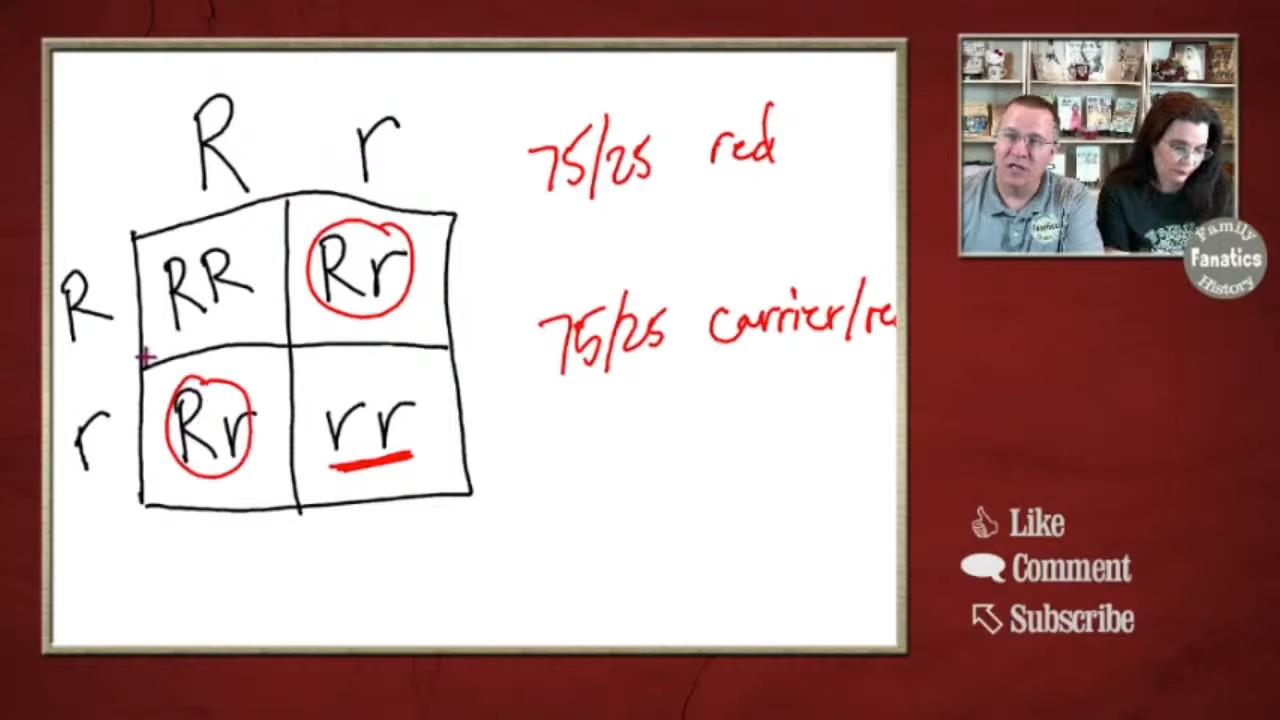 R r
75/25 red
R RR Rr
75/25 carrier/re
r Rr rr
Family
Fanatics
History
Like
Comment
Subscribe